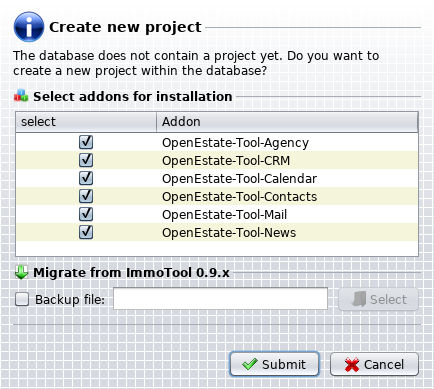 Create new project
The database does not contain a project yet. Do you want to
create a new project within the database?
Select addons for installation
select Addon
OpenEstate-Tool-Agency
OpenEstate-Tool-CRM
OpenEstate-Tool-Calendar
OpenEstate-Tool-Contacts
OpenEstate-Tool-Mail
OpenEstate-Tool-News
Migrate from ImmoTool 0.9.x
Backup file: Select
Submit Cancel